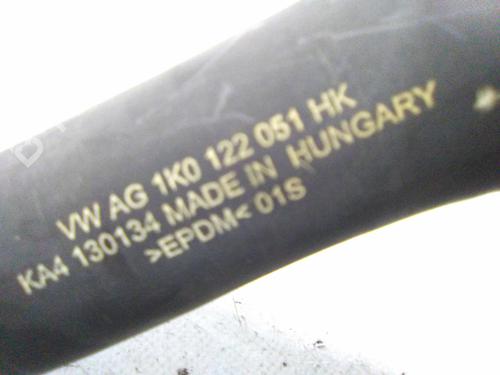 VW AG 1K0 122 051 HK
KA4 130134 MADE IN HUNGARY
>EPDM< 01S